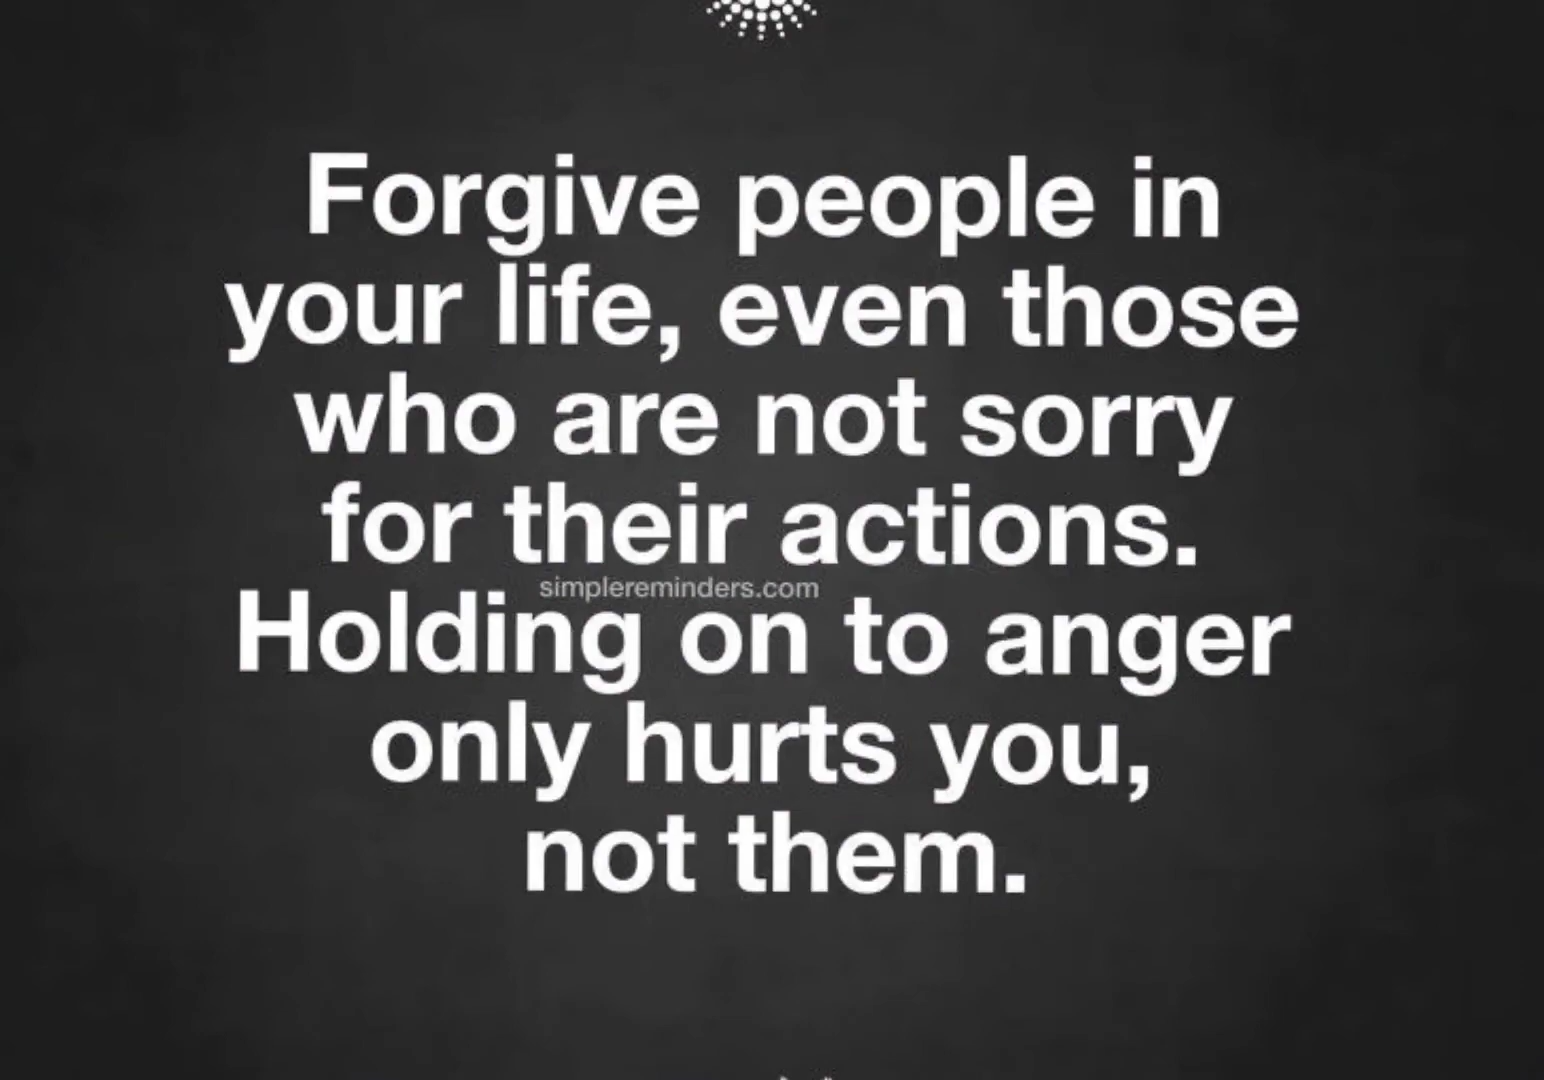 Forgive people in
your life, even those
who are not sorry
for their actions.
simplereminders.com
Holding on to anger
only hurts you,
not them.